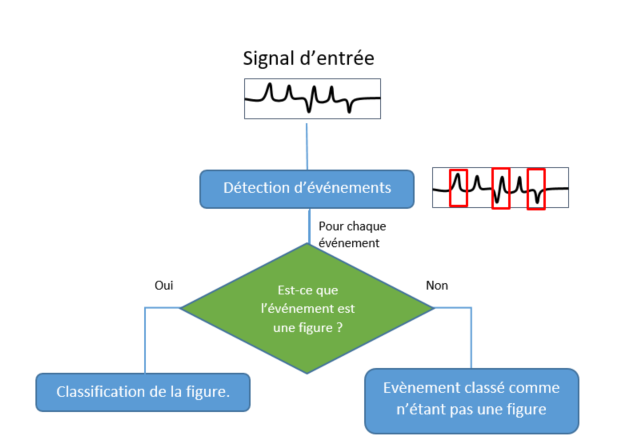 Signal d’entrée
Détection d’événements
Pour chaque
événement
Oui
Non
Est-ce que
l’événement est
une figure ?
Classification de la figure.
Evènement classé comme
n’étant pas une figure